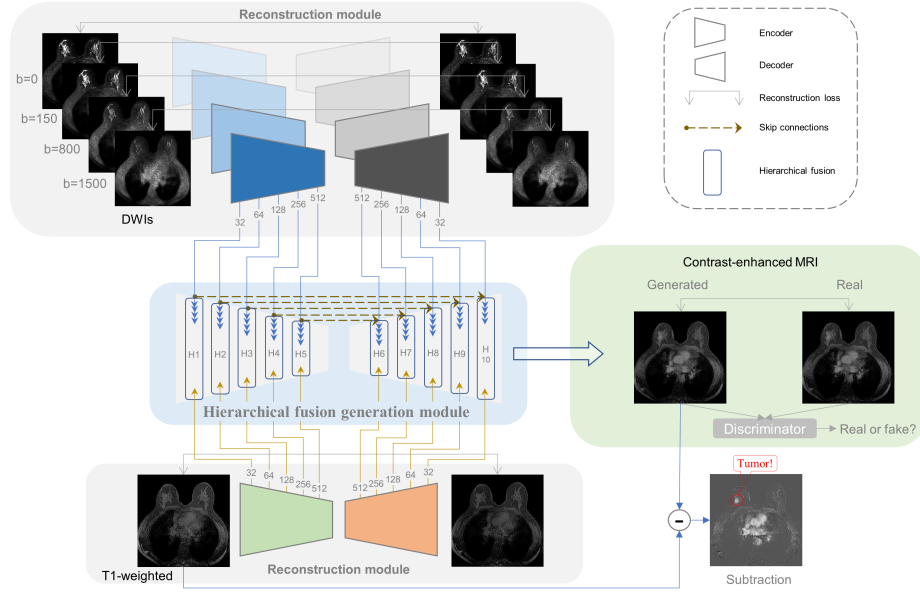 Reconstruction module
b=0
b=150
b=800
b=1500
DWIs
32
64
128
256
512
512
256
128
64
32
Encoder
Decoder
Reconstruction loss
Skip connections
Hierarchical fusion
H1
H2
H3
H4
H5
H6
H7
H8
H9
H
10
Hierarchical fusion generation module
Contrast-enhanced MRI
Generated
Real
Discriminator
Real or fake?
32
64
128
256
512
512
256
128
64
32
T1-weighted
Reconstruction module
Tumor!
-
Subtraction